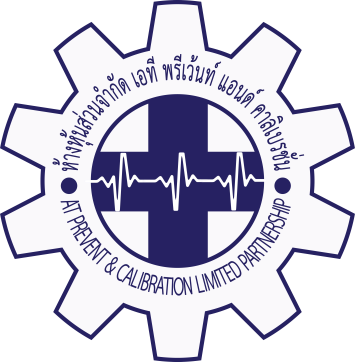 ห้างหุ้นส่วนจำกัด เอที พรีเว้นท์ แอนด์ คาลิเบรชั่น
AT PREVENT & CALIBRATION LIMITED PARTNERSHIP